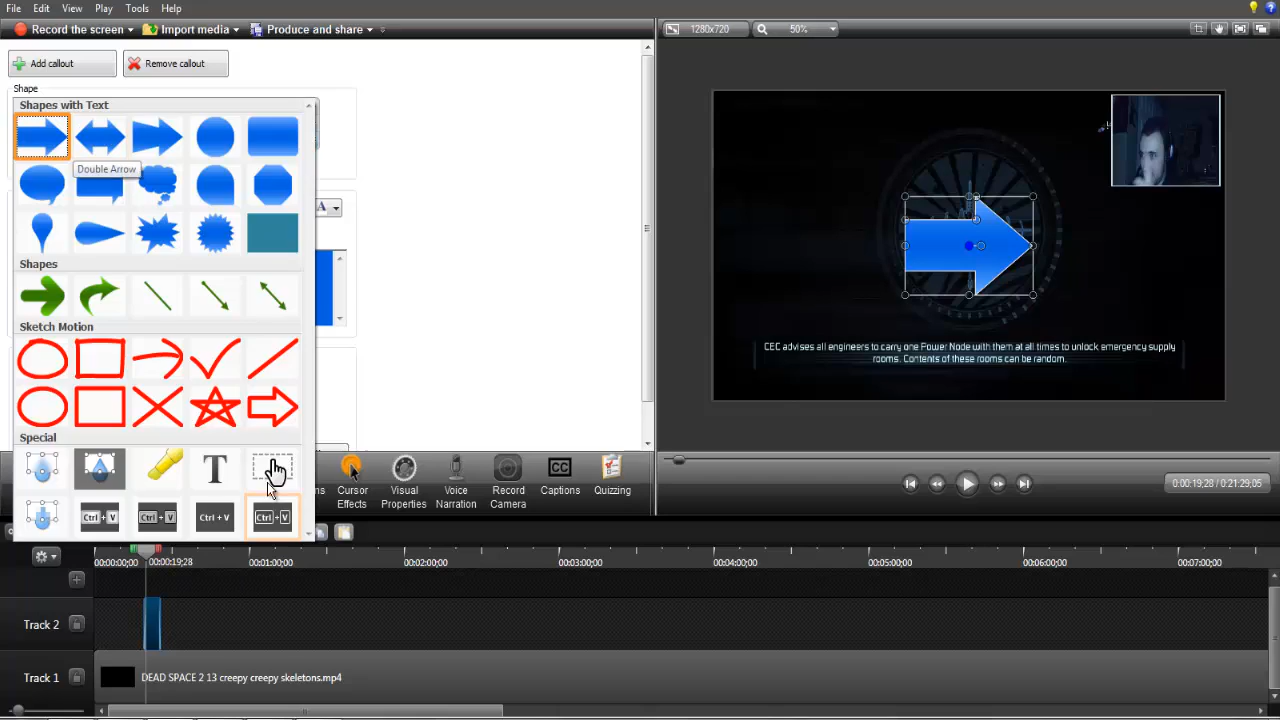 File Edit View Play Tools Help
Record the screen Import media Produce and share 1280x720 50%
Add callout Remove callout
Shape
Shapes with Text
Double Arrow
A
Shapes
Sketch Motion
CEC advises all engineers to carry one Power Node with them at all times to unlock emergency supply
rooms. Contents of these rooms can be random.
Special
T
CC
Cursor Effects
Visual Properties
Voice Narration
Record Camera
Captions
Quizzing
0:00:19;28 / 0:21:29;05
Ctrl + V Ctrl + V Ctrl + V Ctrl + V
00:00:00;00 00:00:19;28 00:01:00;00 00:02:00;00 00:03:00;00 00:04:00;00 00:05:00;00 00:06:00;00 00:07:00;00
Track 2
Track 1 DEAD SPACE 2 13 creepy creepy skeletons.mp4